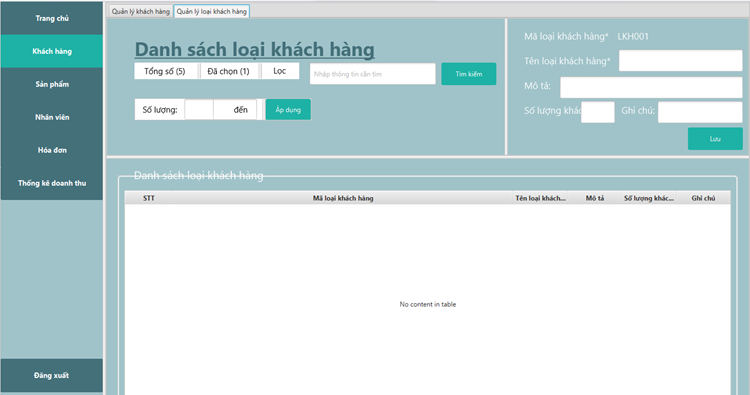 Trang chủ
Khách hàng
Sản phẩm
Nhân viên
Hóa đơn
Thống kê doanh thu
Đăng xuất
Quản lý khách hàng
Quản lý loại khách hàng
Danh sách loại khách hàng
Tổng số (5)
Đã chọn (1)
Lọc
Nhập thông tin cần tìm
Tìm kiếm
Số lượng:
đến
Áp dụng
Mã loại khách hàng*
LKH001
Tên loại khách hàng*
Mô tả:
Số lượng khác
Ghi chú:
Lưu
Danh sách loại khách hàng
STT
Mã loại khách hàng
Tên loại khách...
Mô tả
Số lượng khác...
Ghi chú
No content in table